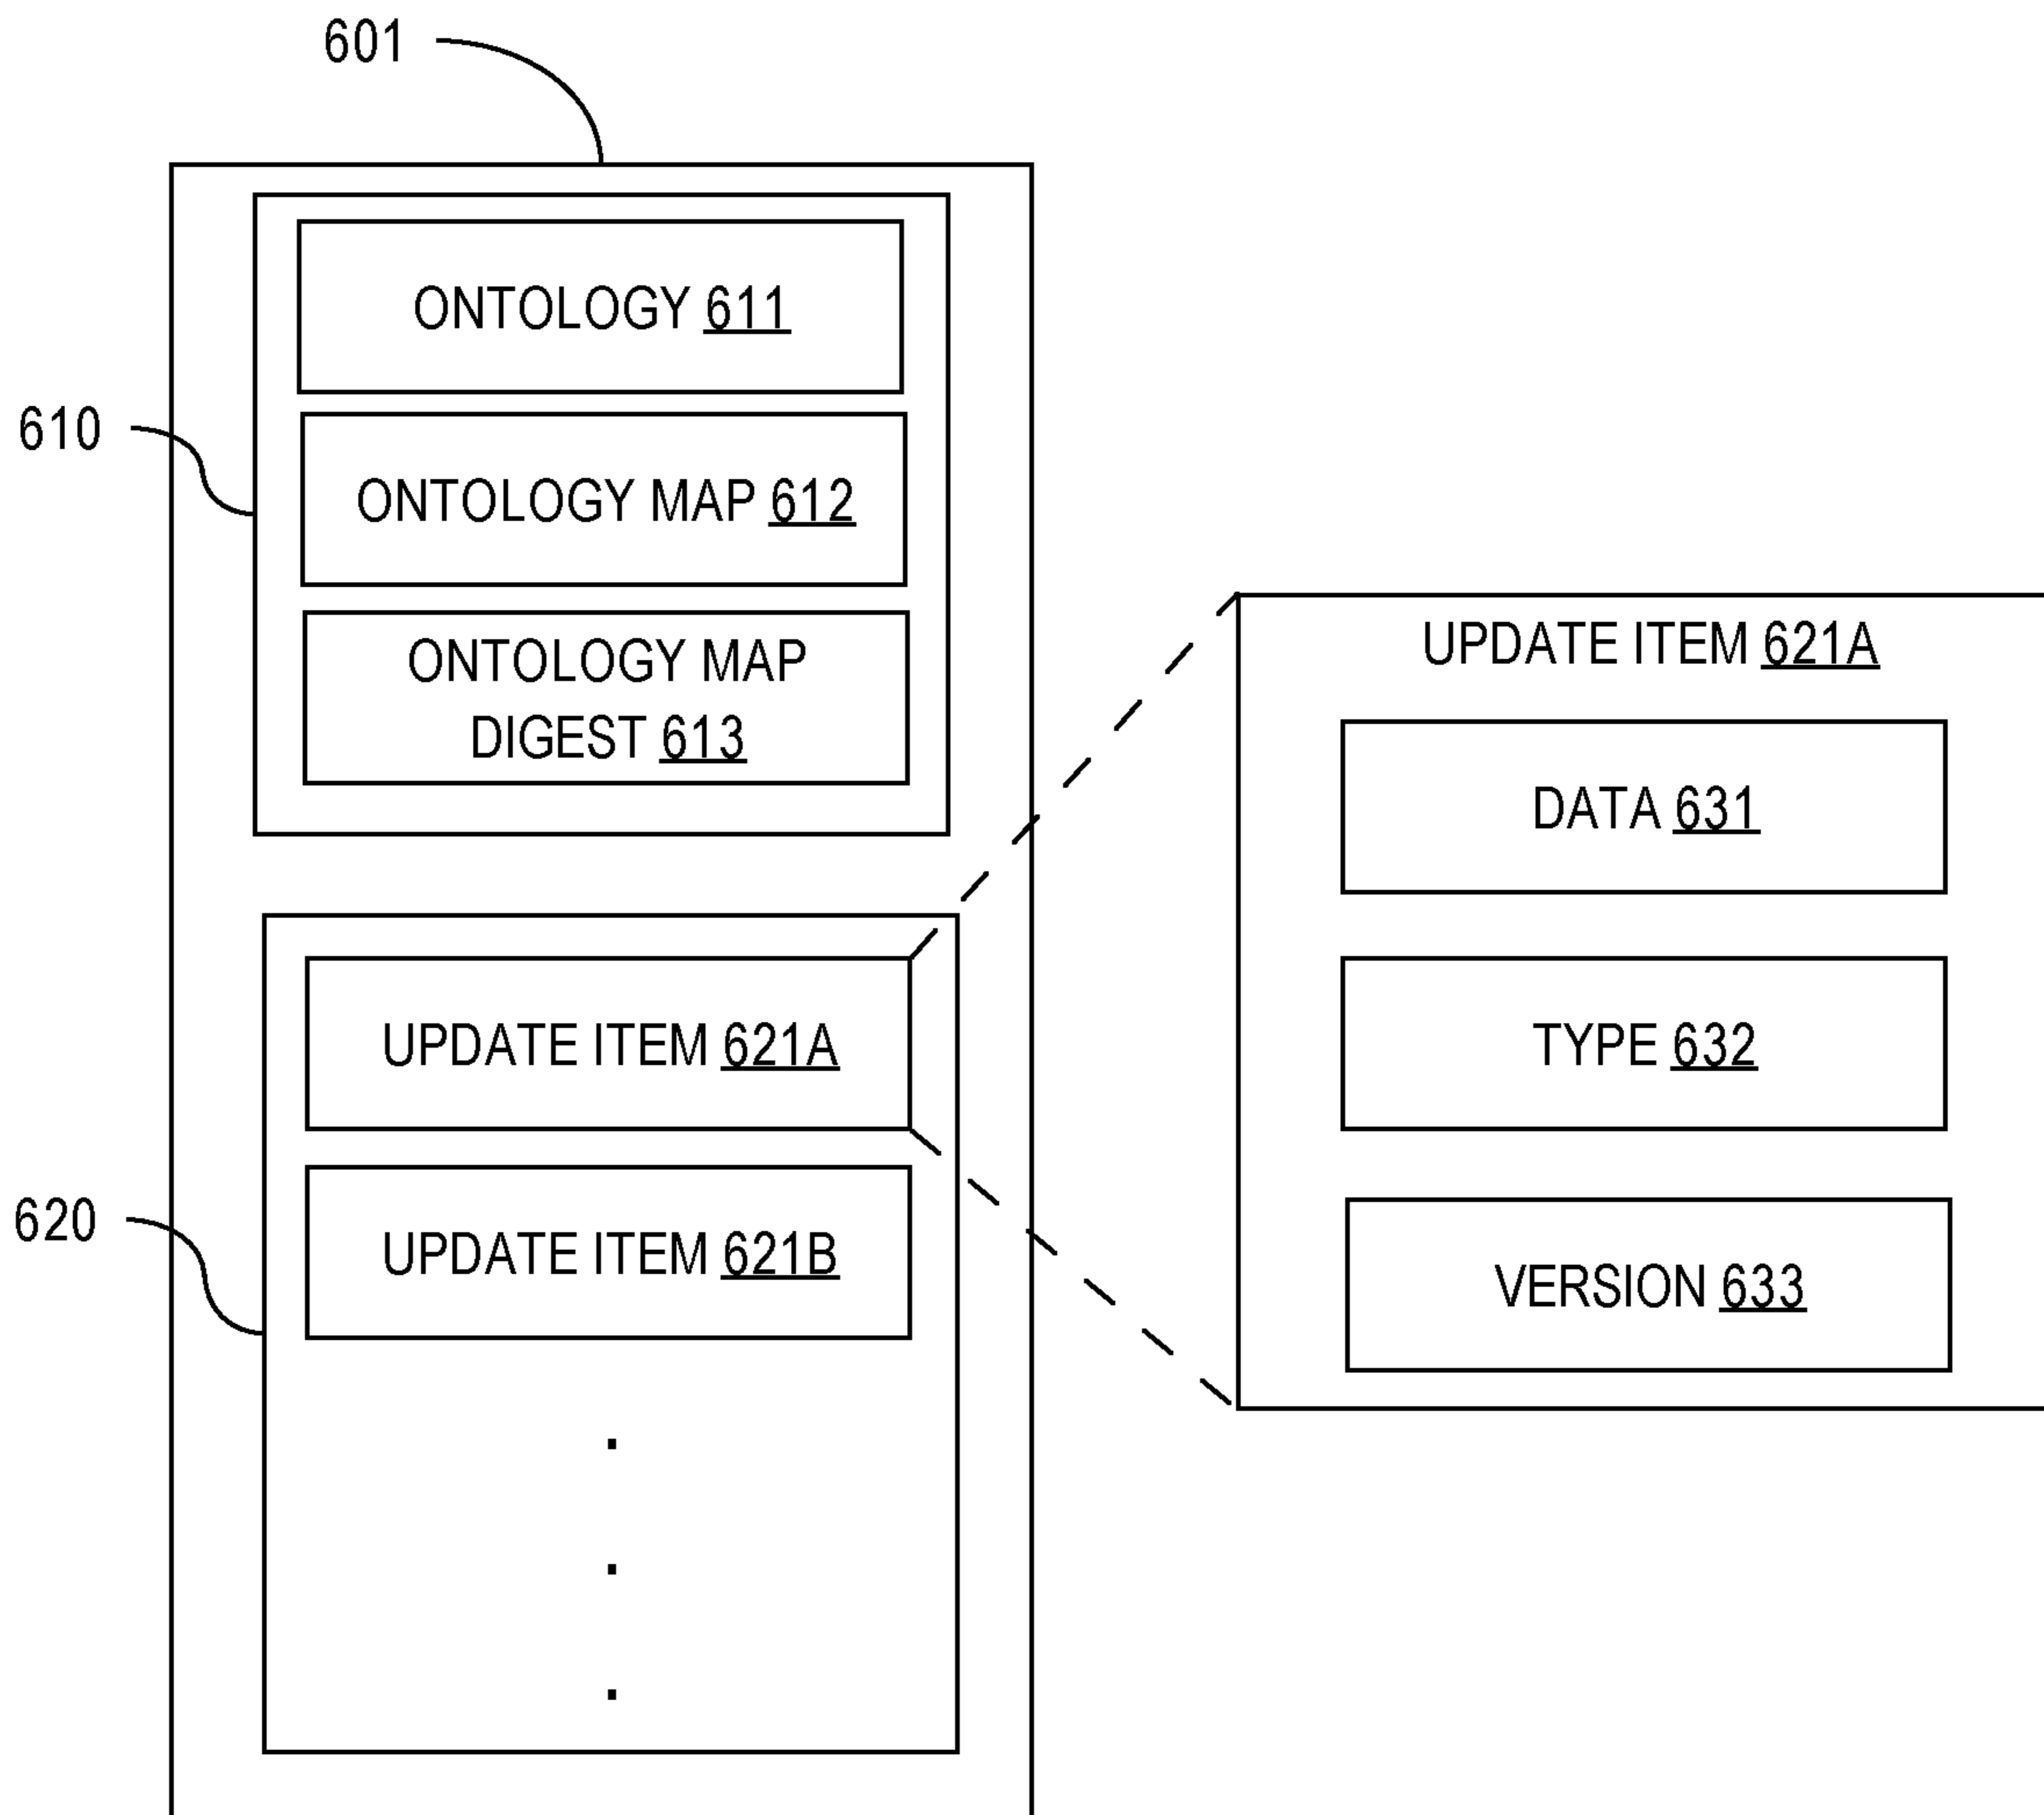 601
610
ONTOLOGY 611
ONTOLOGY MAP 612
ONTOLOGY MAP
DIGEST 613
620
UPDATE ITEM 621A
UPDATE ITEM 621B
.
.
.
UPDATE ITEM 621A
DATA 631
TYPE 632
VERSION 633